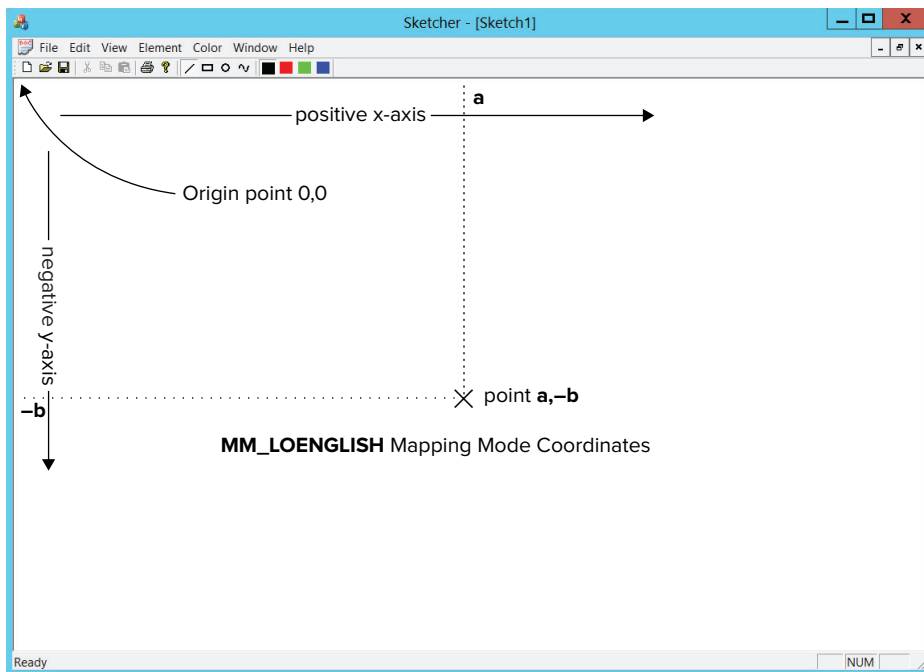 Sketcher - [Sketch1]
File Edit View Element Color Window Help
a
positive x-axis
Origin point 0,0
negative y-axis
–b
point a,–b
MM_LOENGLISH Mapping Mode Coordinates
Ready
NUM